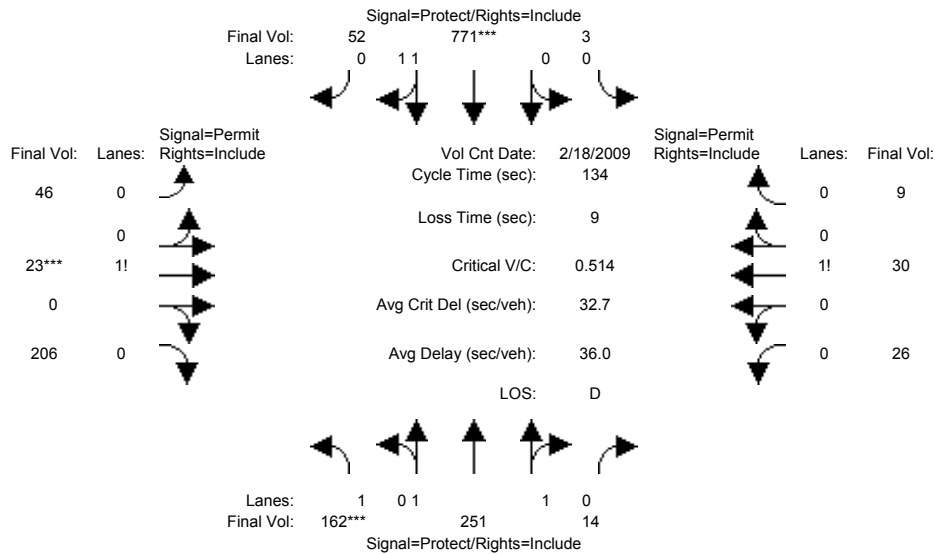 Signal=Protect/Rights=Include
Final Vol: 52 771*** 3
Lanes: 0 1 1 0 0
Signal=Permit Signal=Permit
Final Vol: Lanes: Rights=Include Vol Cnt Date: 2/18/2009 Rights=Include Lanes: Final Vol:
Cycle Time (sec): 134
46 0 0 9
Loss Time (sec): 9
0 0
23*** 1! Critical V/C: 0.514 1! 30
0 0 Avg Crit Del (sec/veh): 32.7 0
206 0 Avg Delay (sec/veh): 36.0 0 26
LOS: D
Lanes: 1 0 1 1 0
Final Vol: 162*** 251 14
Signal=Protect/Rights=Include